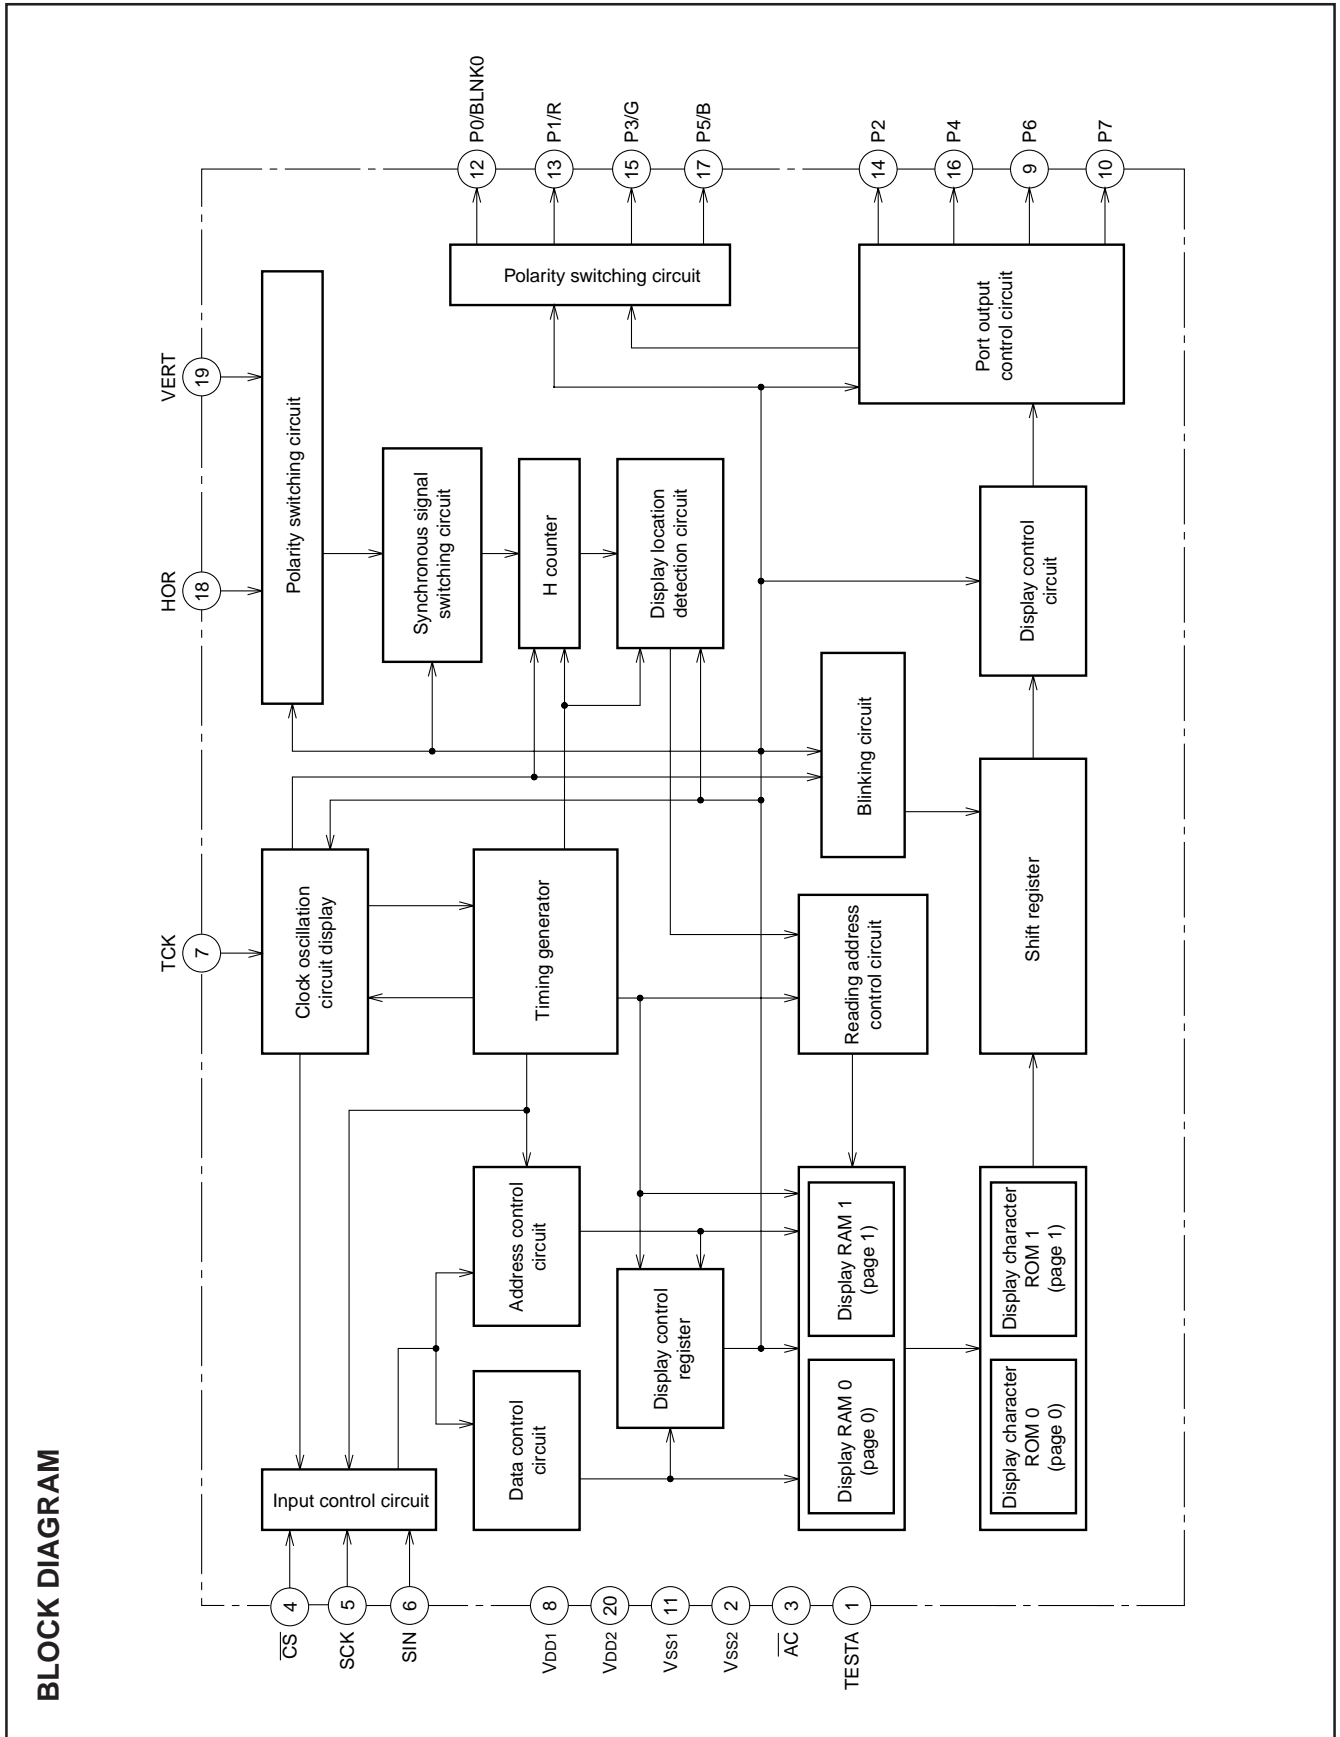 BLOCK DIAGRAM
TCK
7
HOR
18
VERT
19
CS
4
SCK
5
SIN
6
VDD1
8
VDD2
20
VSS1
11
VSS2
2
AC
3
TESTA
1
Input control circuit
Clock oscillation
circuit display
Polarity switching circuit
Data control
circuit
Address control
circuit
Timing generator
Synchronous signal
switching circuit
H counter
Display location
detection circuit
Display control
register
Polarity switching circuit
12
P0/BLNK0
13
P1/R
15
P3/G
17
P5/B
Display RAM 0
(page 0)
Display RAM 1
(page 1)
Reading address
control circuit
Blinking circuit
Display character
ROM 0
(page 0)
Display character
ROM 1
(page 1)
Shift register
Display control
circuit
Port output
control circuit
14
P2
16
P4
9
P6
10
P7